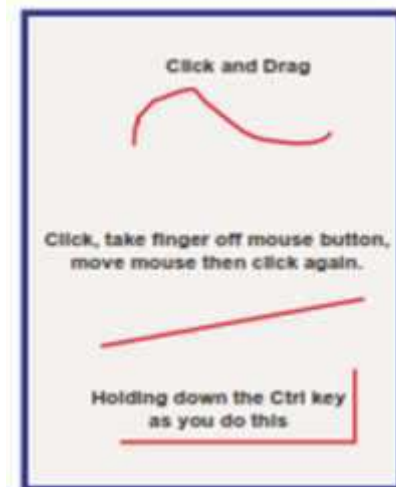 Click and Drag
Click, take finger off mouse button,
move mouse then click again.
Holding down the Ctrl key
as you do this